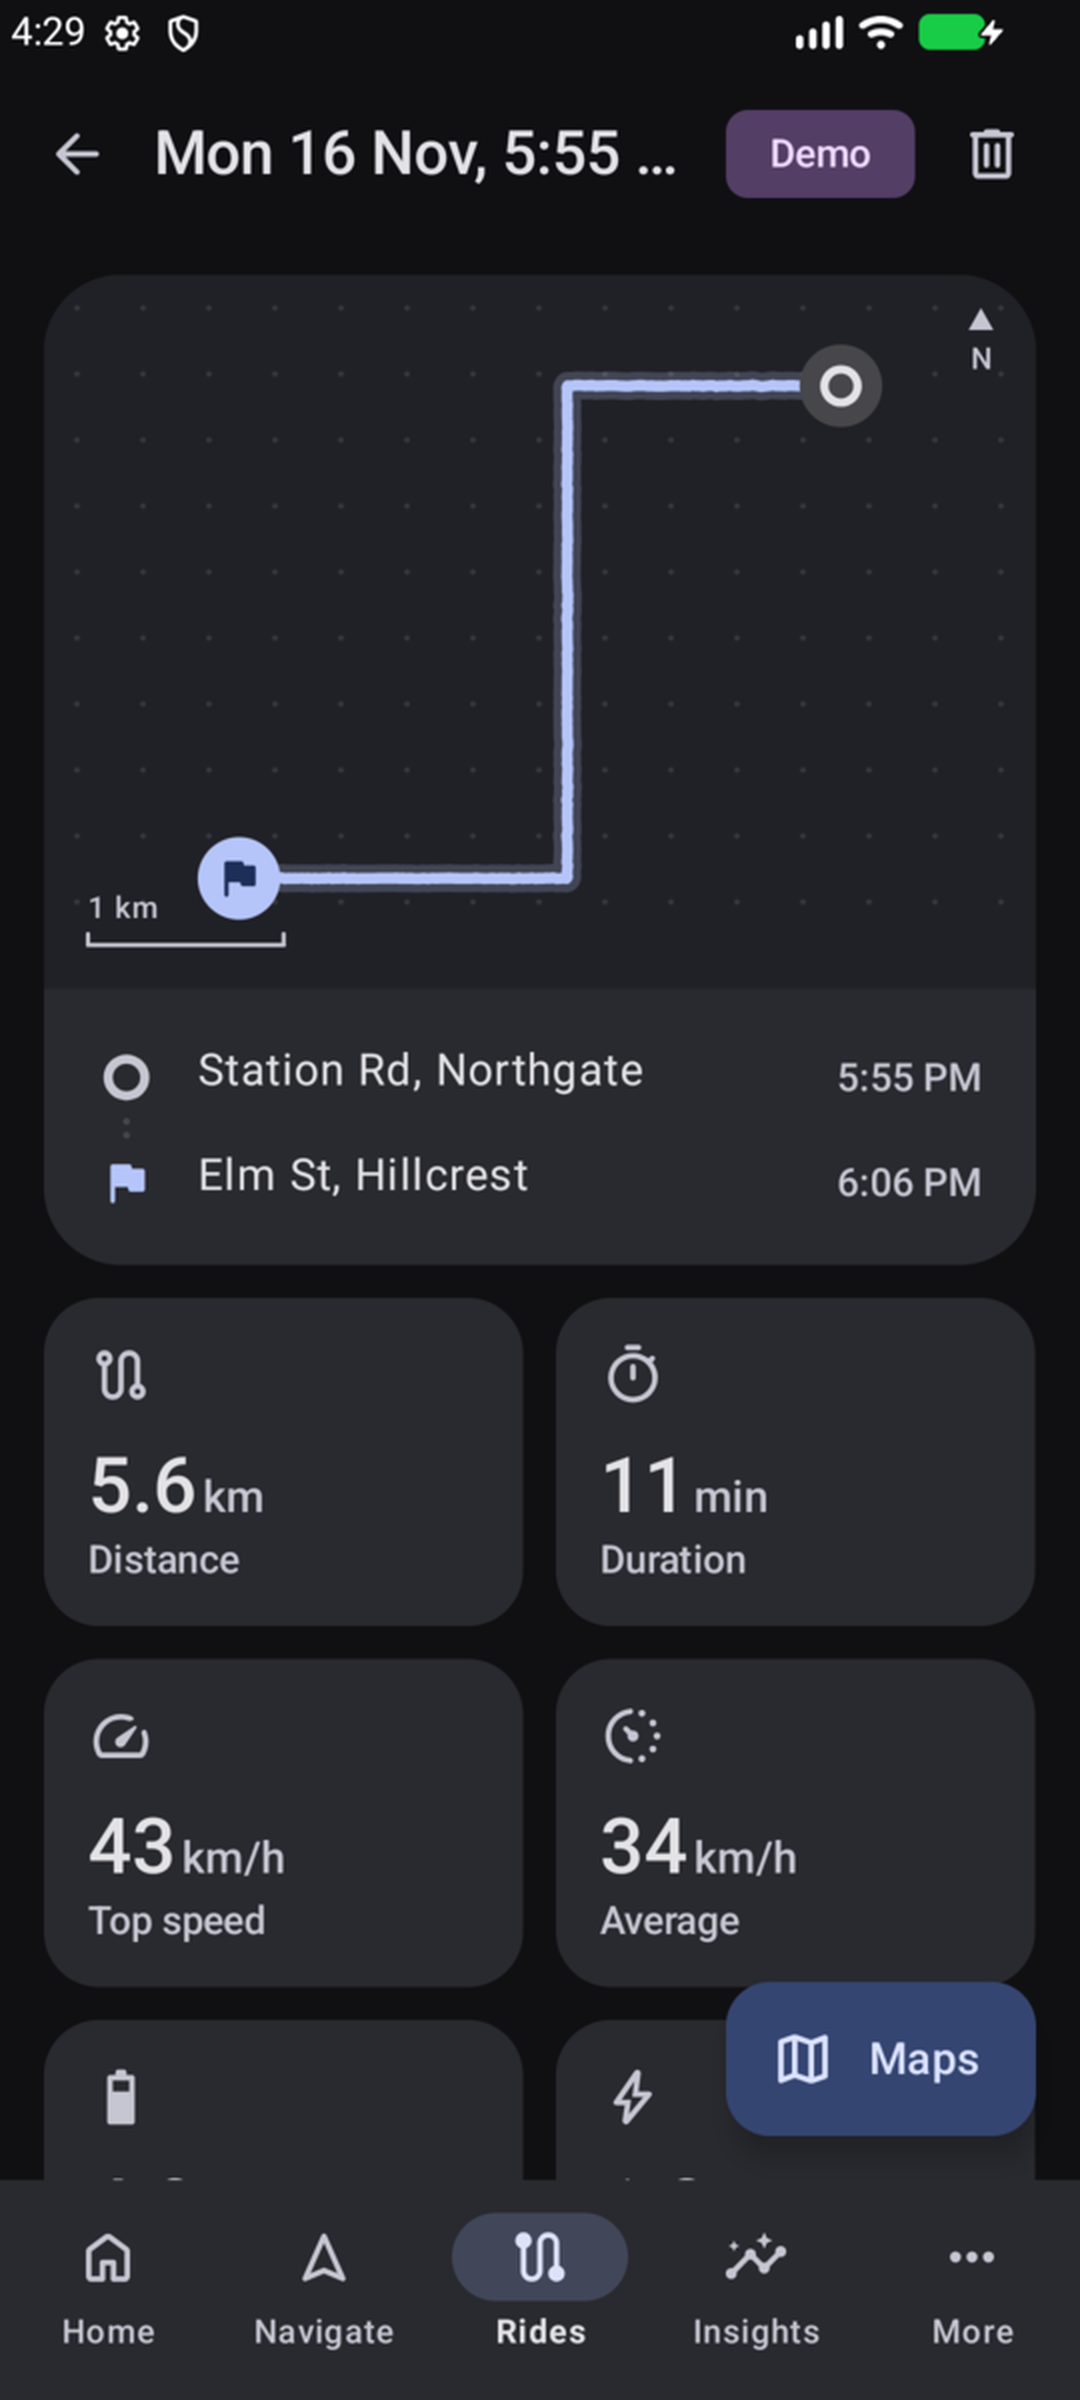 4:29
Mon 16 Nov, 5:55 ...
Demo
N
1 km
Station Rd, Northgate
5:55 PM
Elm St, Hillcrest
6:06 PM
5.6 km
Distance
11 min
Duration
43 km/h
Top speed
34 km/h
Average
Maps
Home
Navigate
Rides
Insights
More